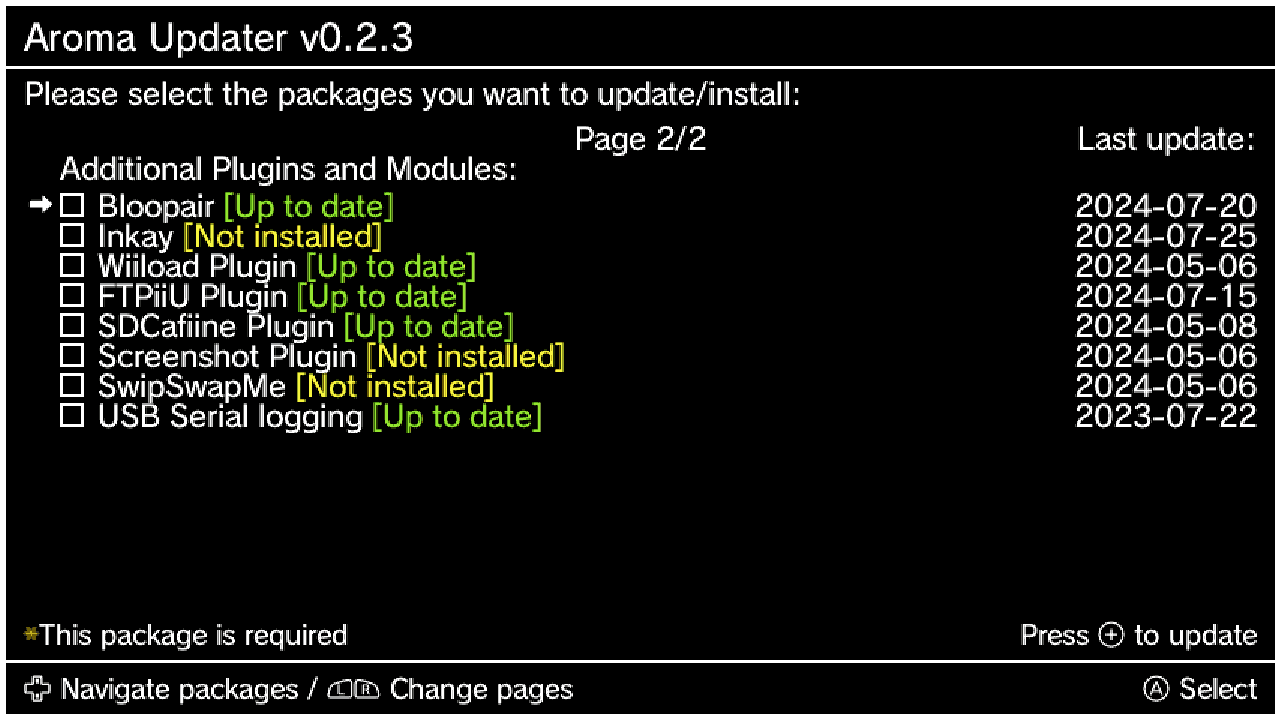 Aroma Updater v0.2.3
Please select the packages you want to update/install:
Page 2/2 Last update:
Additional Plugins and Modules:
Bloopair [Up to date] 2024-07-20
Inkay [Not installed] 2024-07-25
Wiiload Plugin [Up to date] 2024-05-06
FTPiiU Plugin [Up to date] 2024-07-15
SDCafiine Plugin [Up to date] 2024-05-08
Screenshot Plugin [Not installed] 2024-05-06
SwipSwapMe [Not installed] 2024-05-06
USB Serial logging [Up to date] 2023-07-22
*This package is required Press ⊕ to update
Navigate packages / L R Change pages Ⓐ Select